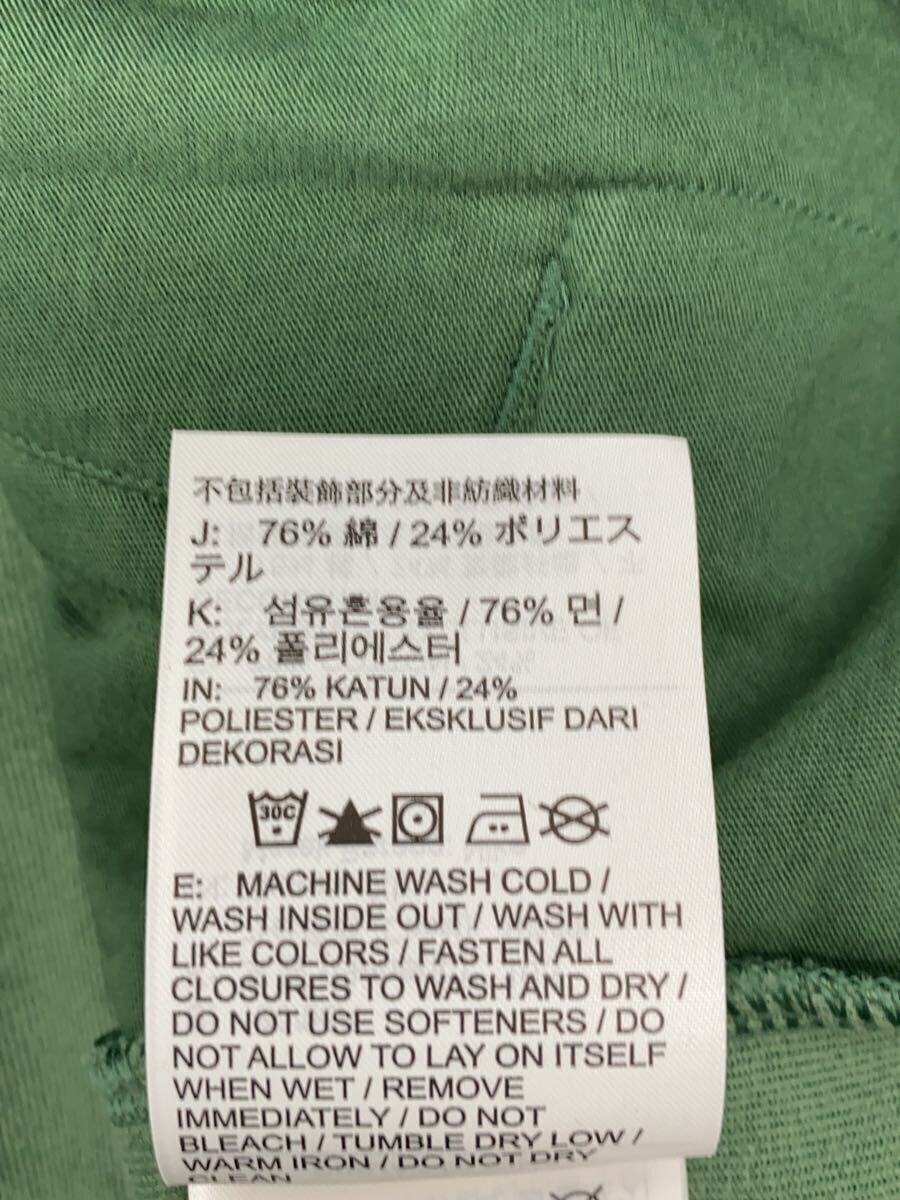 不包括裝飾部分及非紡織材料
J: 76% 綿 / 24% ポリエス
テル
K: 섬유혼용율 / 76% 면 /
24% 폴리에스터
IN: 76% KATUN / 24%
POLIESTER / EKSKLUSIF DARI
DEKORASI
30C
E: MACHINE WASH COLD /
WASH INSIDE OUT / WASH WITH
LIKE COLORS / FASTEN ALL
CLOSURES TO WASH AND DRY /
DO NOT USE SOFTENERS / DO
NOT ALLOW TO LAY ON ITSELF
WHEN WET / REMOVE
IMMEDIATELY / DO NOT
BLEACH / TUMBLE DRY LOW /
WARM IRON / DO NOT DRY
CLEAN